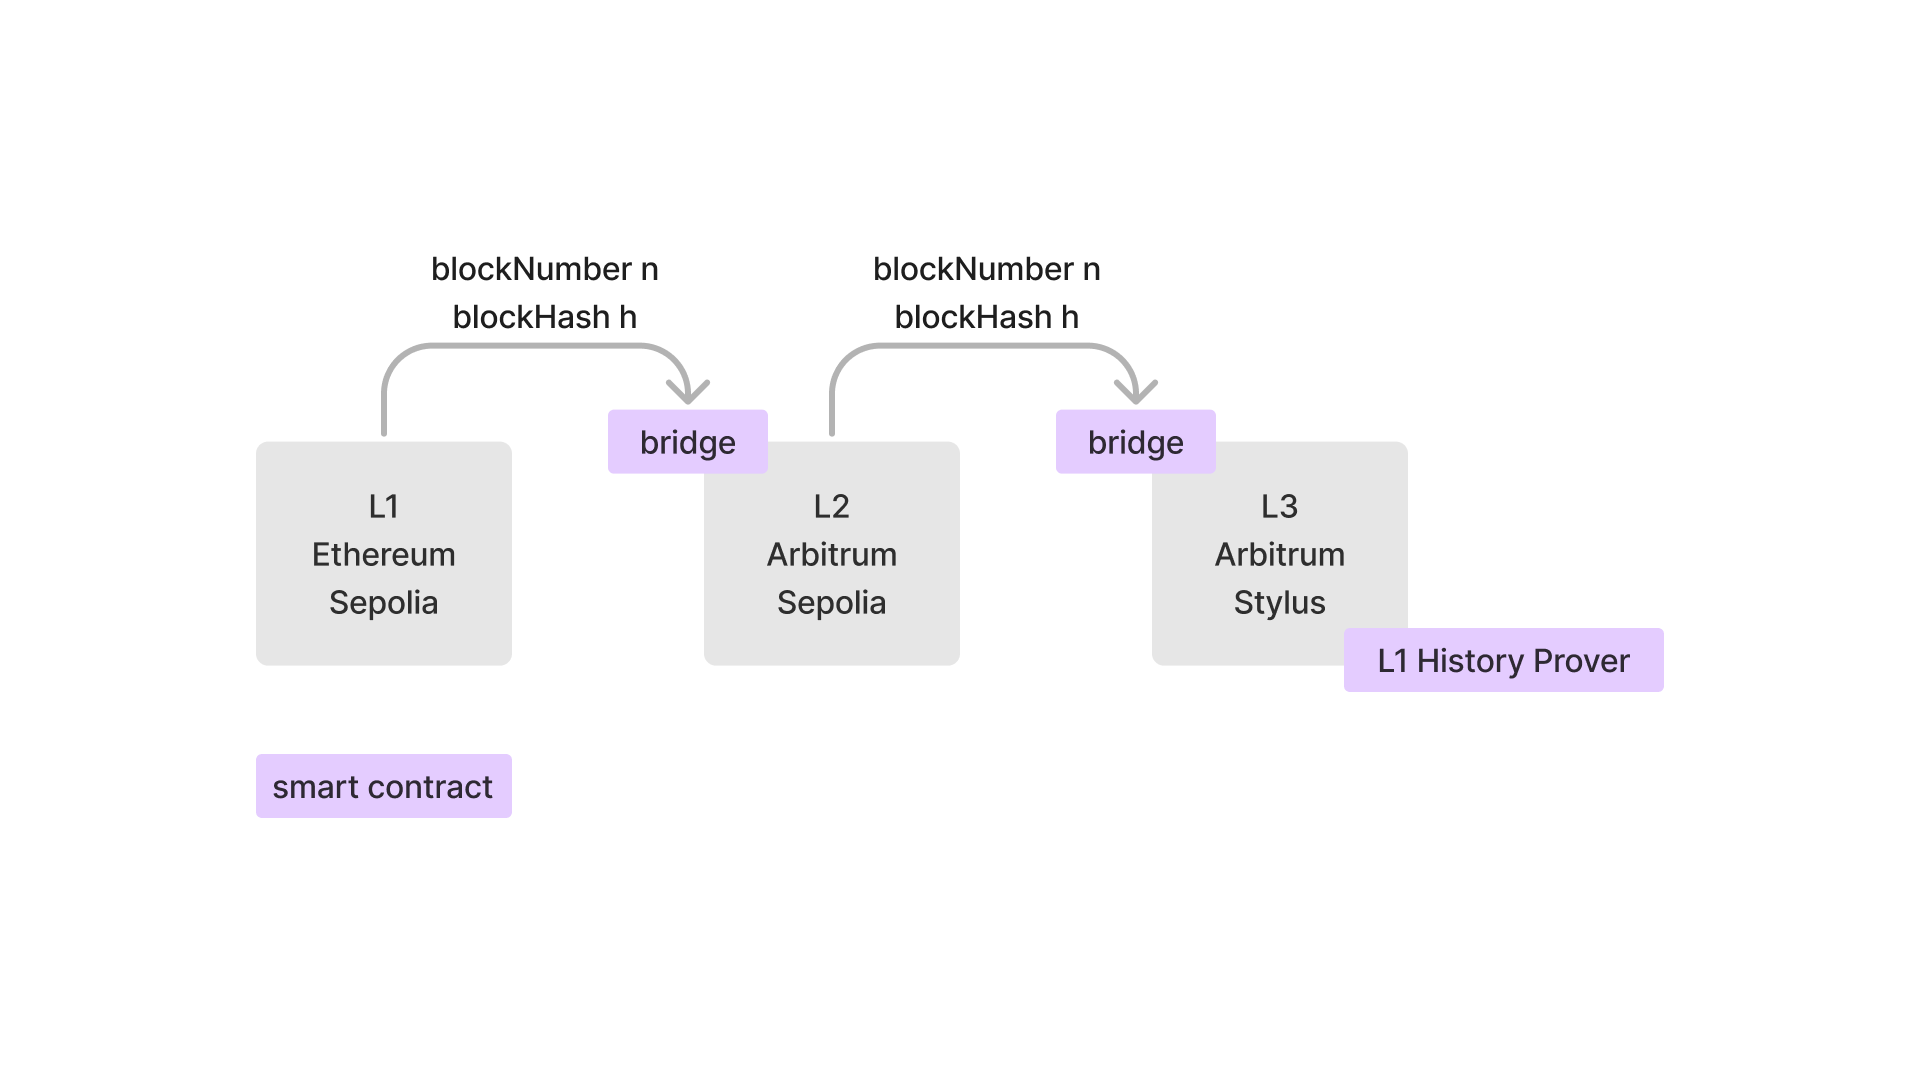 blockNumber n
blockHash h
blockNumber n
blockHash h
bridge
bridge
L1
Ethereum
Sepolia
L2
Arbitrum
Sepolia
L3
Arbitrum
Stylus
L1 History Prover
smart contract